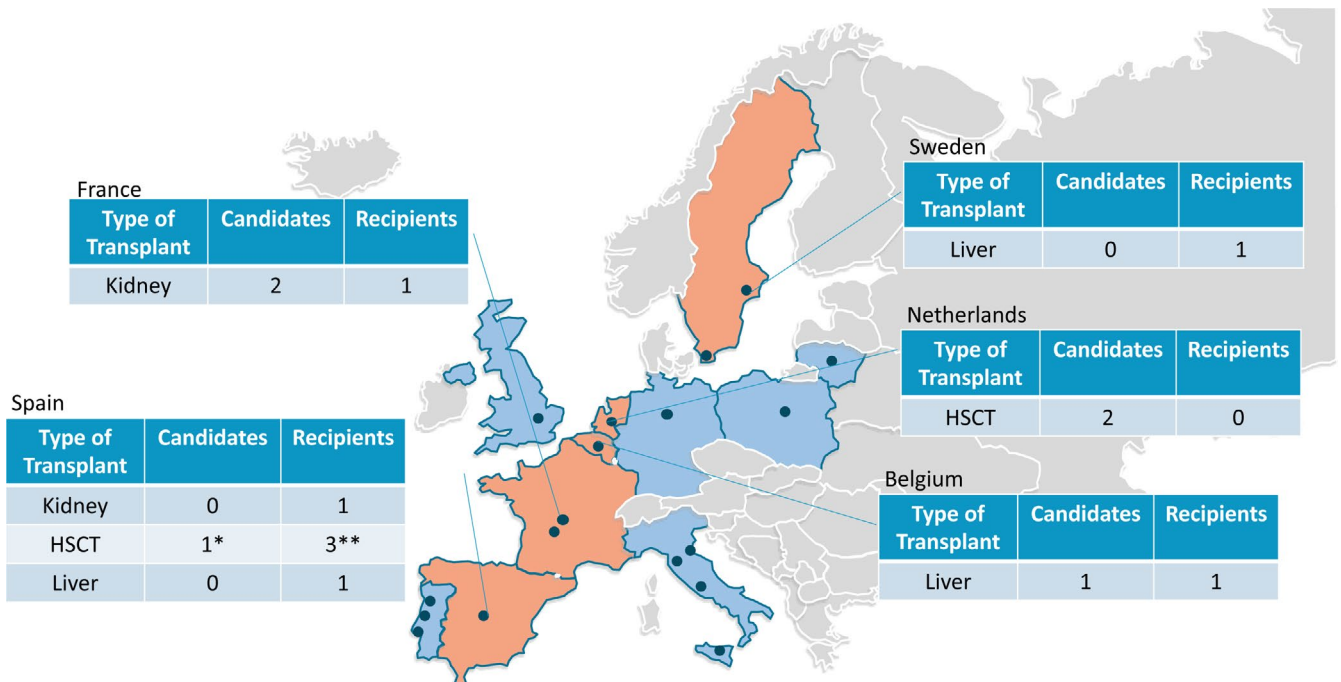 France
Type of Transplant Candidates Recipients
Kidney 2 1
Spain
Type of Transplant Candidates Recipients
Kidney 0 1
HSCT 1* 3**
Liver 0 1
Sweden
Type of Transplant Candidates Recipients
Liver 0 1
Netherlands
Type of Transplant Candidates Recipients
HSCT 2 0
Belgium
Type of Transplant Candidates Recipients
Liver 1 1